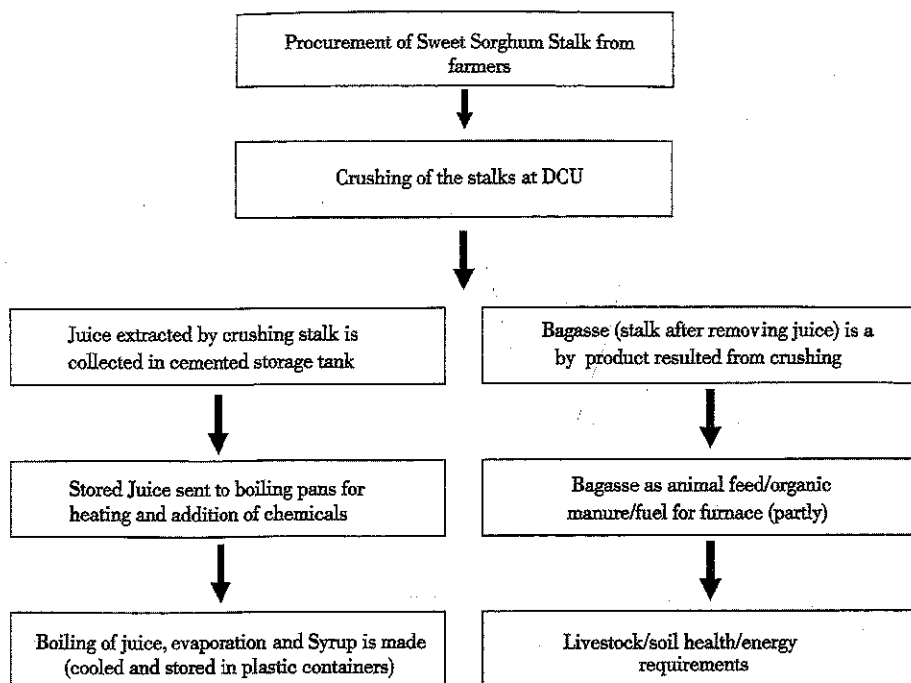 Procurement of Sweet Sorghum Stalk from
farmers
Crushing of the stalks at DCU
Juice extracted by crushing stalk is
collected in cemented storage tank
Bagasse (stalk after removing juice) is a
by product resulted from crushing
Stored Juice sent to boiling pans for
heating and addition of chemicals
Bagasse as animal feed/organic
manure/fuel for furnace (partly)
Boiling of juice, evaporation and Syrup is made
(cooled and stored in plastic containers)
Livestock/soil health/energy
requirements